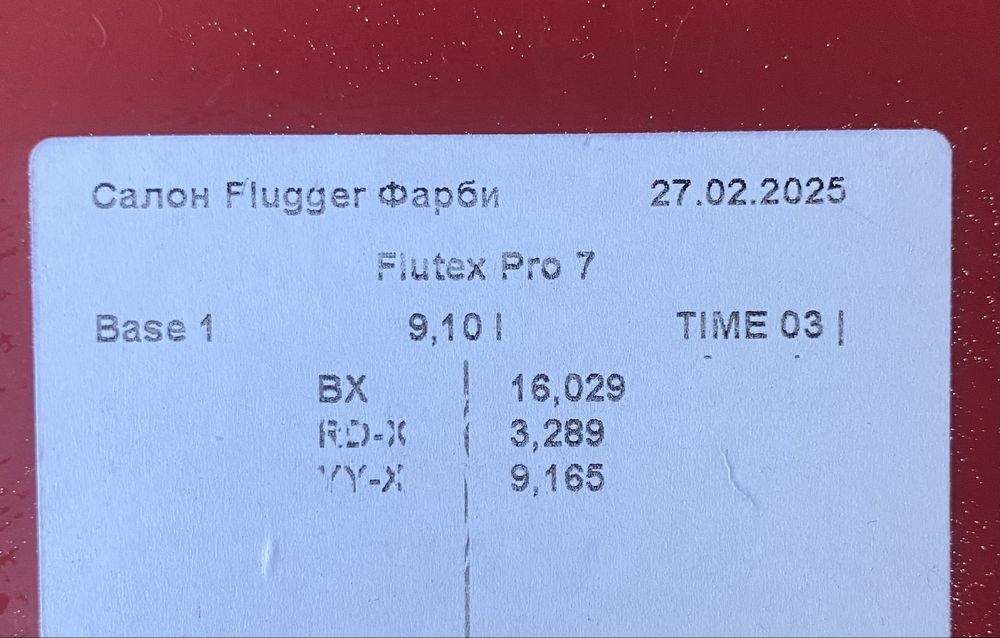 Салон Flugger Фарби 27.02.2025
Flutex Pro 7
Base 1 9,10 l TIME 03 |
BX 16,029
RD-X 3,289
YY-X 9,165